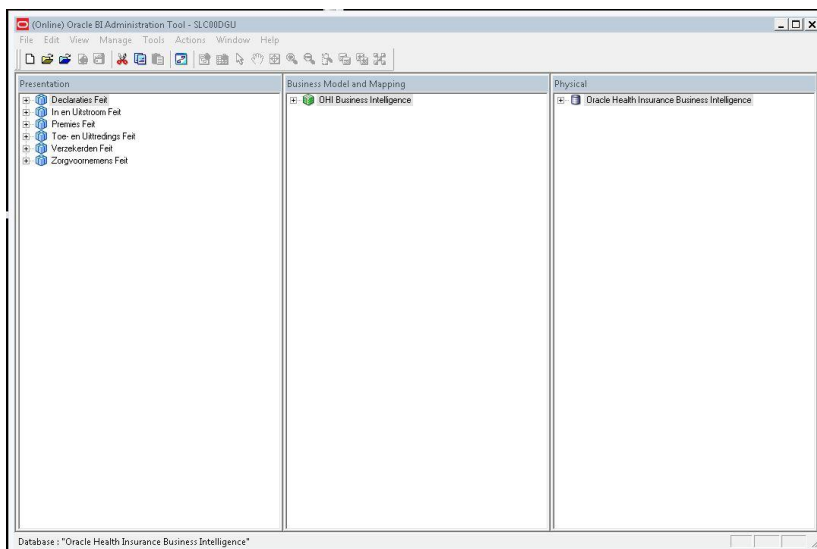 (Online) Oracle BI Administration Tool - SLC00DGU
File Edit View Manage Tools Actions Window Help
Presentation
Declaraties Feit
In en Uitstroom Feit
Premies Feit
Toe- en Uittredings Feit
Verzekerden Feit
Zorgvoornemens Feit
Business Model and Mapping
OHI Business Intelligence
Physical
Oracle Health Insurance Business Intelligence
Database : "Oracle Health Insurance Business Intelligence"